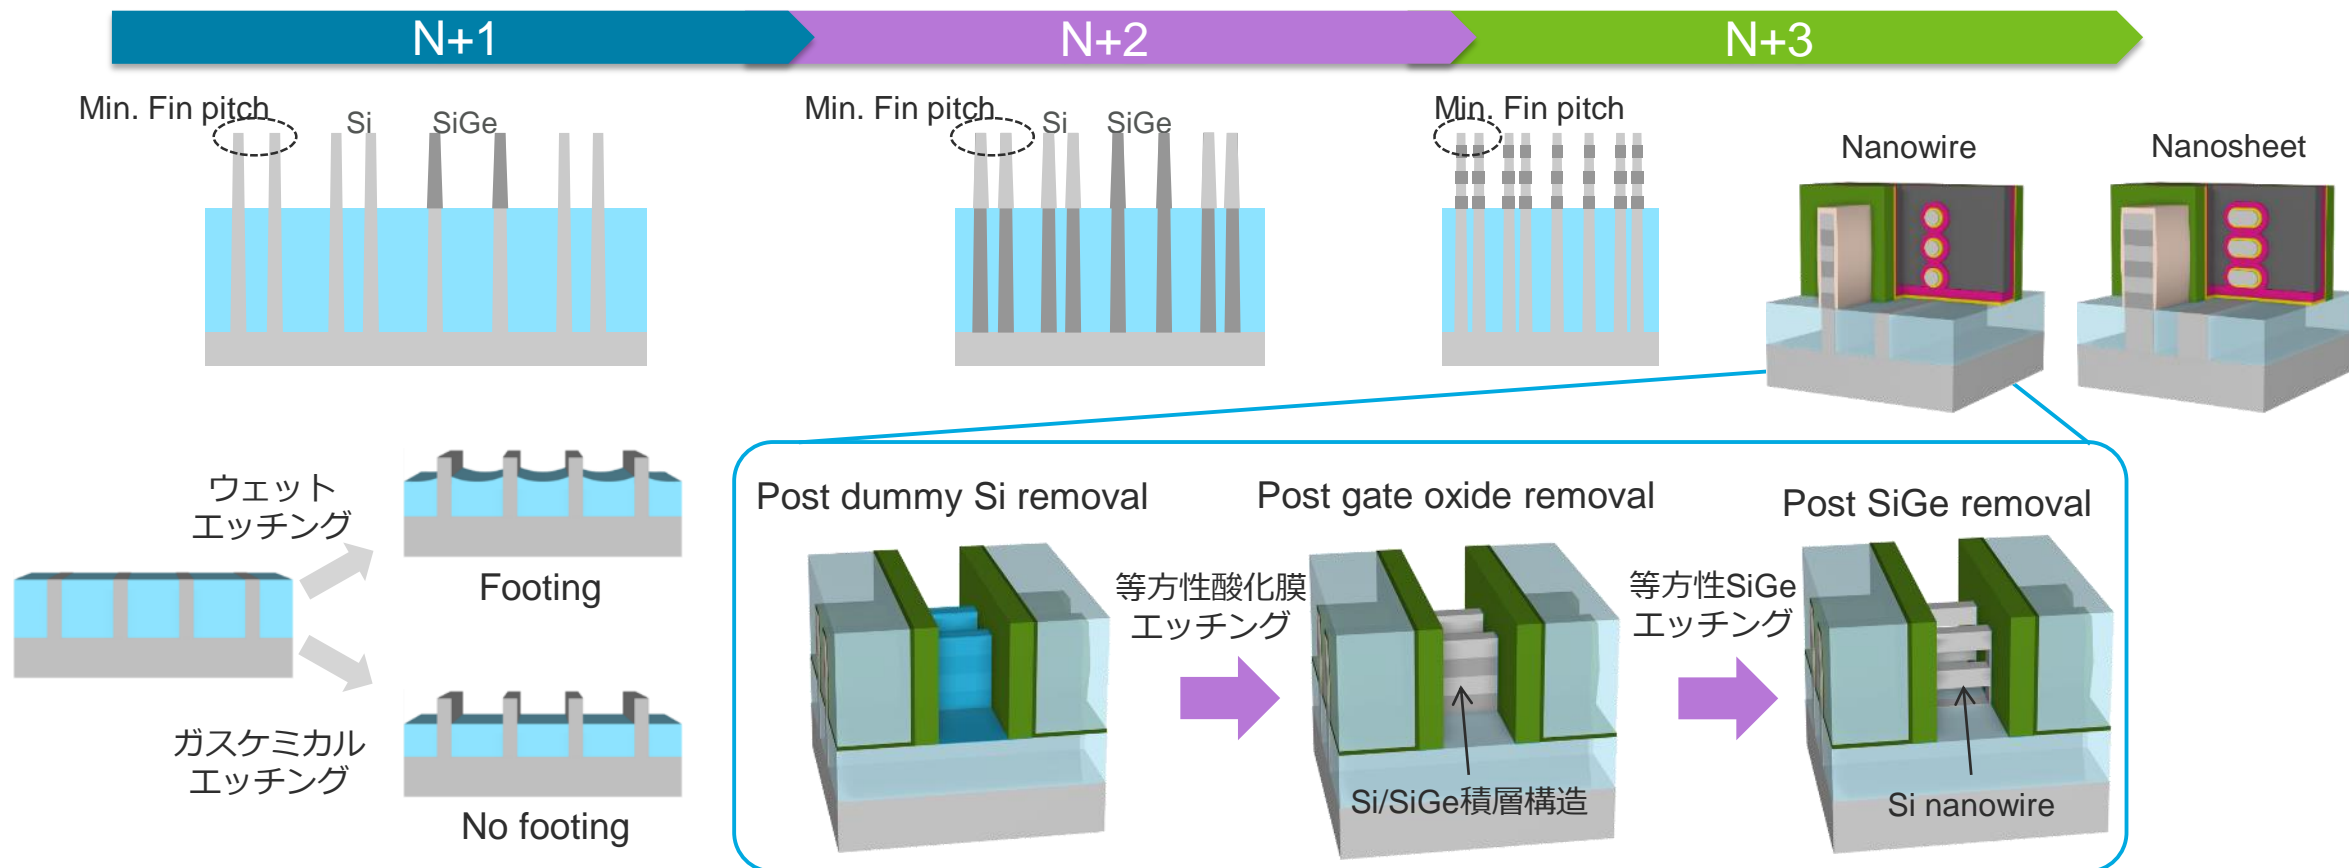 N+1
N+2
N+3
Min. Fin pitch
Si
SiGe
Min. Fin pitch
Si
SiGe
Min. Fin pitch
Nanowire
Nanosheet
ウェット
エッチング
Footing
ガスケミカル
エッチング
No footing
Post dummy Si removal
等方性酸化膜
エッチング
Post gate oxide removal
Si/SiGe積層構造
等方性SiGe
エッチング
Post SiGe removal
Si nanowire